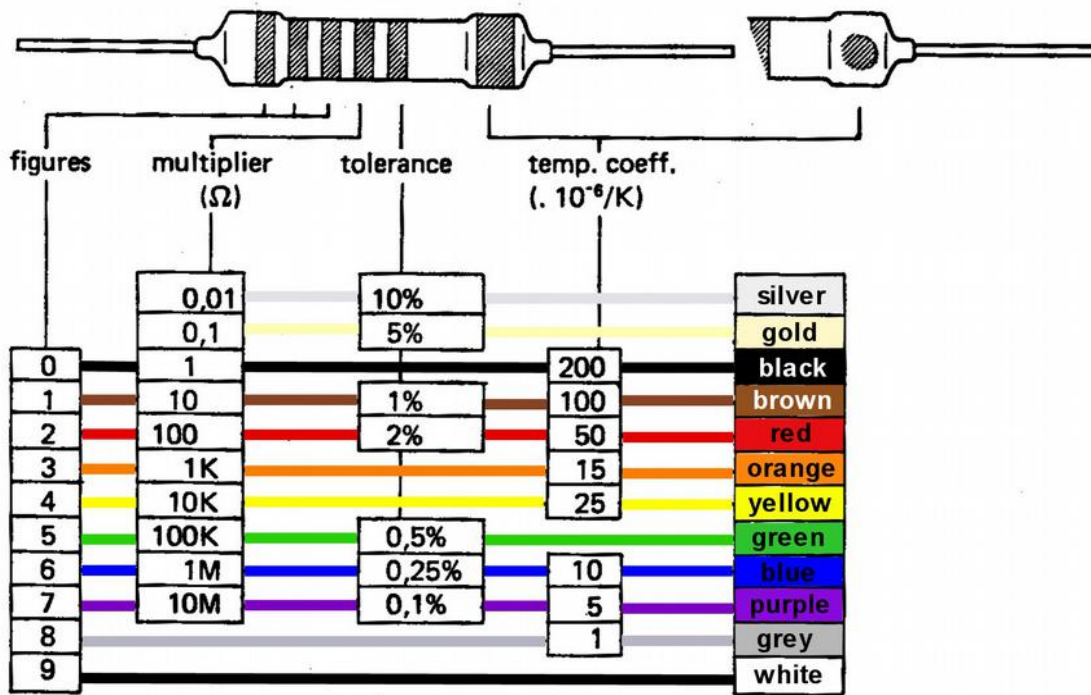 figures multiplier tolerance temp. coeff.
(Ω) (. 10⁻⁶/K)
0,01 10% silver
0,1 5% gold
0 1 200 black
1 10 1% 100 brown
2 100 2% 50 red
3 1K 15 orange
4 10K 25 yellow
5 100K 0,5% green
6 1M 0,25% 10 blue
7 10M 0,1% 5 purple
8 1 grey
9 white